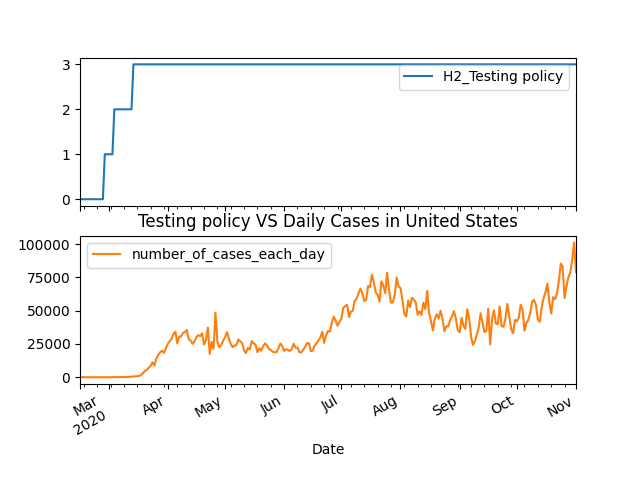 3
2
1
0
H2_Testing policy
Testing policy VS Daily Cases in United States
100000
75000
50000
25000
0
number_of_cases_each_day
Mar
2020
Apr
May
Jun
Jul
Aug
Sep
Oct
Nov
Date